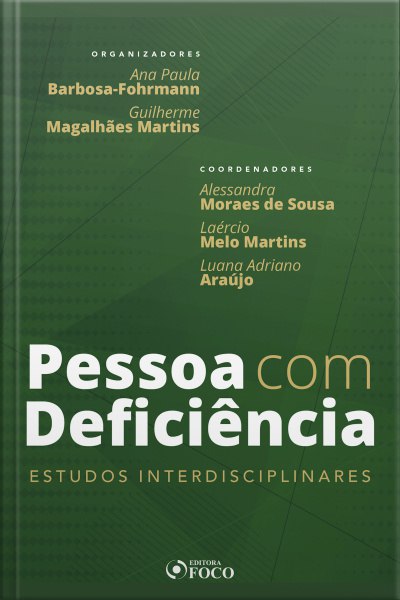 ORGANIZADORES
Ana Paula
Barbosa-Fohrmann
Guilherme
Magalhães Martins
COORDENADORES
Alessandra
Moraes de Sousa
Laércio
Melo Martins
Luana Adriano
Araújo
Pessoa com
Deficiência
ESTUDOS INTERDISCIPLINARES
EDITORA
FOCO